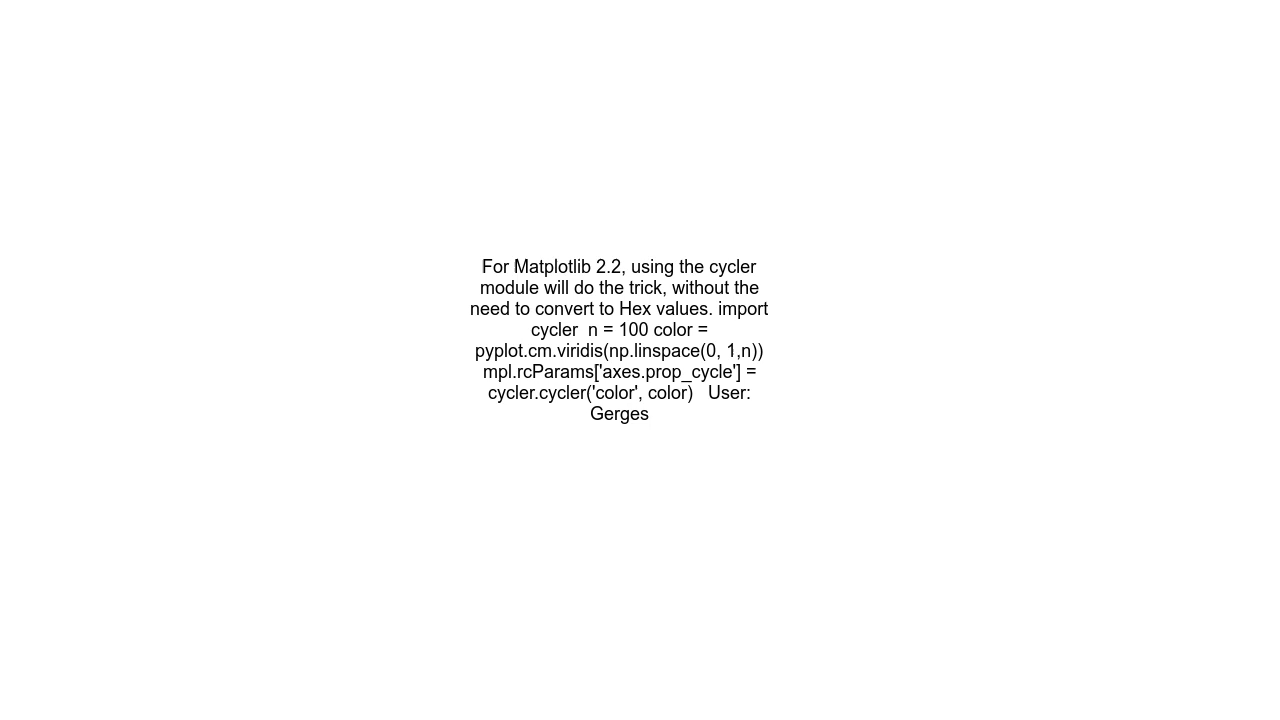 For Matplotlib 2.2, using the cycler
module will do the trick, without the
need to convert to Hex values. import
cycler  n = 100 color =
pyplot.cm.viridis(np.linspace(0, 1,n))
mpl.rcParams['axes.prop_cycle'] =
cycler.cycler('color', color)   User:
Gerges